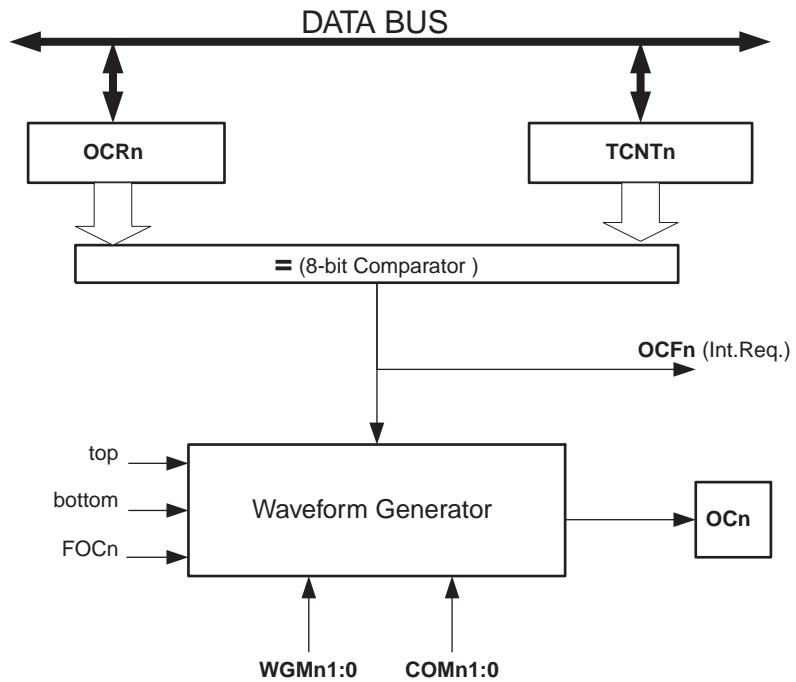 DATA BUS
OCRn
TCNTn
= (8-bit Comparator )
OCFn (Int.Req.)
top
bottom
FOCn
Waveform Generator
OCn
WGMn1:0
COMn1:0